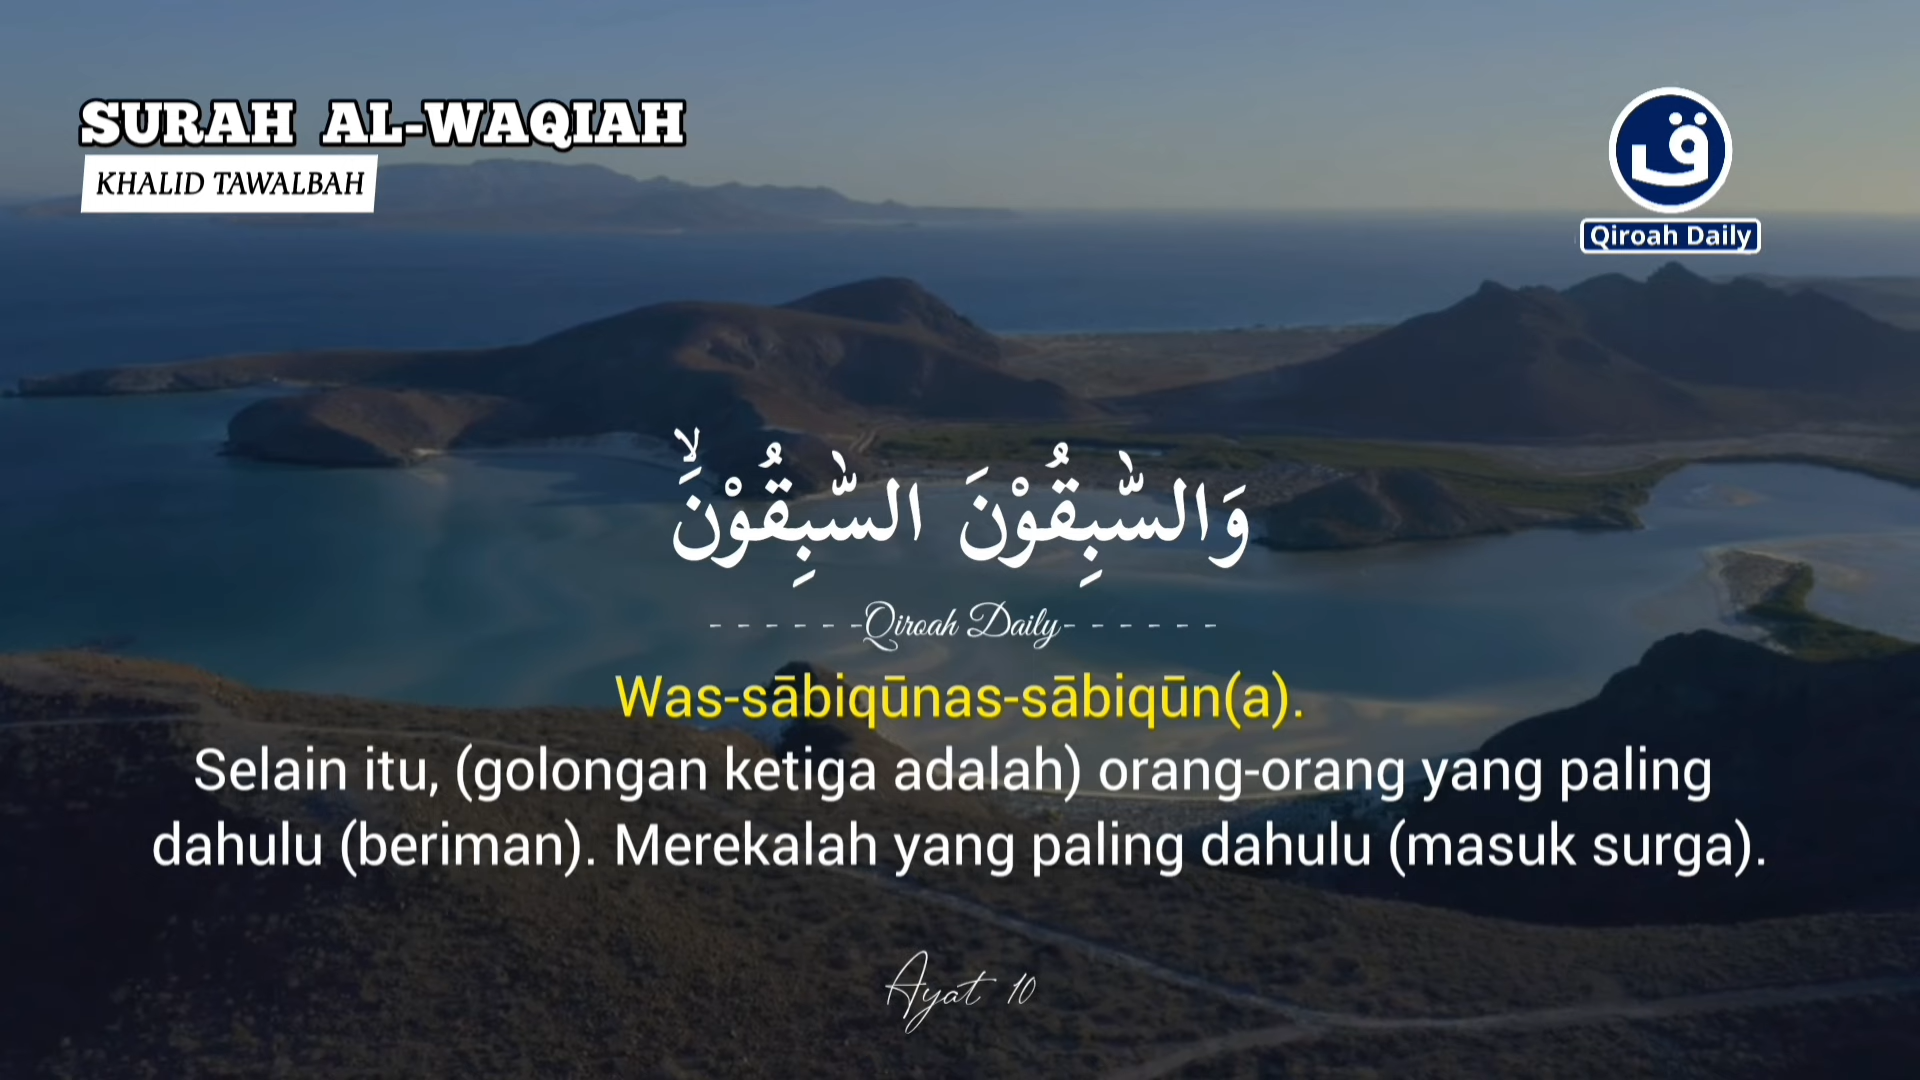 SURAH AL-WAQIAH
KHALID TAWALBAH
ق
Qiroah Daily
وَالسّٰبِقُوْنَ السّٰبِقُوْنَۙ
------Qiroah Daily------
Was-sābiqūnas-sābiqūn(a).
Selain itu, (golongan ketiga adalah) orang-orang yang paling
dahulu (beriman). Merekalah yang paling dahulu (masuk surga).
Ayat 10